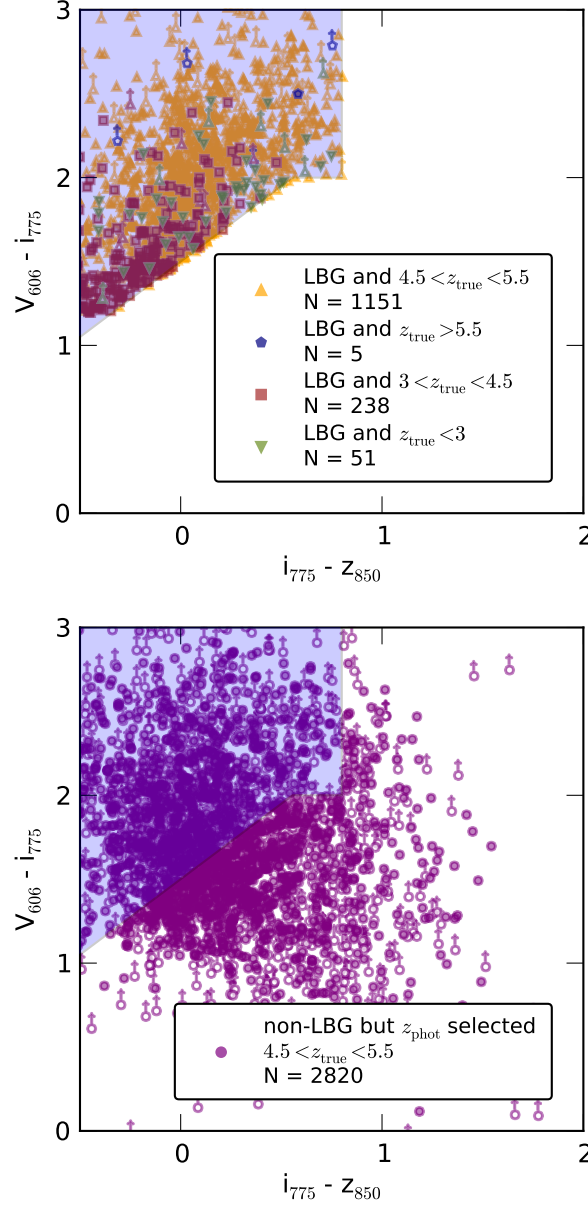 3
2
1
0
V606 - i775
LBG and 4.5 < ztrue < 5.5
N = 1151
LBG and ztrue > 5.5
N = 5
LBG and 3 < ztrue < 4.5
N = 238
LBG and ztrue < 3
N = 51
0 1 2
i775 - z850
3
2
1
0
V606 - i775
non-LBG but zphot selected
4.5 < ztrue < 5.5
N = 2820
0 1 2
i775 - z850